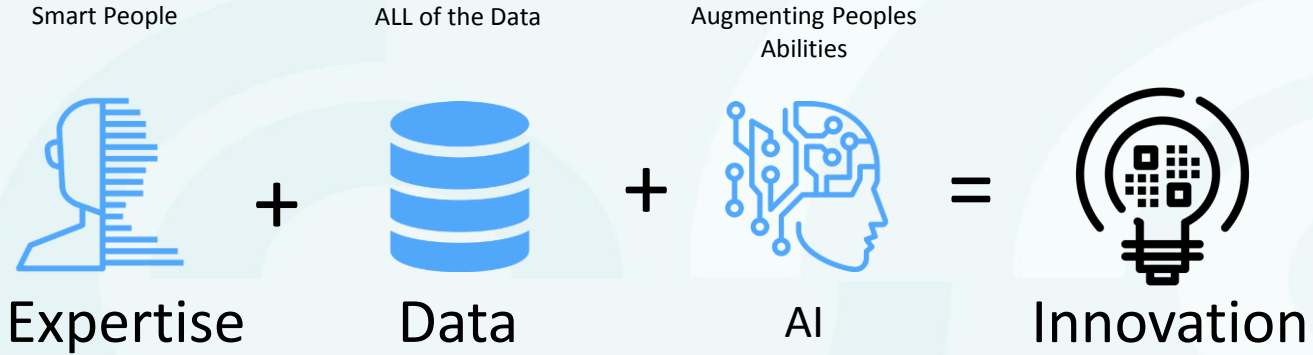 Smart People
ALL of the Data
Augmenting Peoples
Abilities
+
+
=
Expertise
Data
AI
Innovation